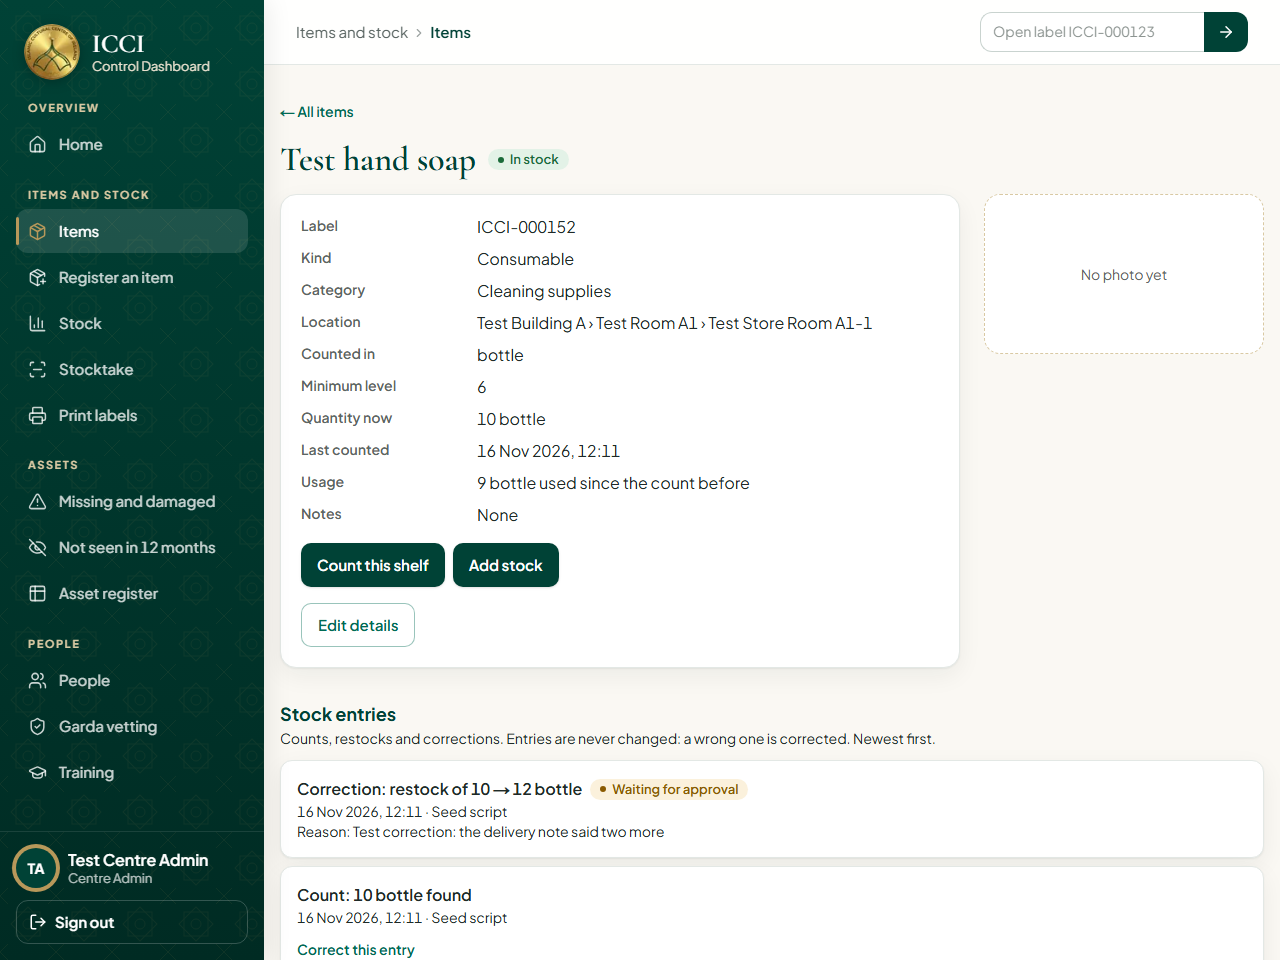 ICCI
Control Dashboard
OVERVIEW
Home
ITEMS AND STOCK
Items
Register an item
Stock
Stocktake
Print labels
ASSETS
Missing and damaged
Not seen in 12 months
Asset register
PEOPLE
People
Garda vetting
Training
TA
Test Centre Admin
Centre Admin
Sign out
Items and stock › Items
Open label ICCI-000123
← All items
Test hand soap
In stock
Label ICCI-000152
Kind Consumable
Category Cleaning supplies
Location Test Building A › Test Room A1 › Test Store Room A1-1
Counted in bottle
Minimum level 6
Quantity now 10 bottle
Last counted 16 Nov 2026, 12:11
Usage 9 bottle used since the count before
Notes None
Count this shelf
Add stock
Edit details
No photo yet
Stock entries
Counts, restocks and corrections. Entries are never changed: a wrong one is corrected. Newest first.
Correction: restock of 10 → 12 bottle Waiting for approval
16 Nov 2026, 12:11 · Seed script
Reason: Test correction: the delivery note said two more
Count: 10 bottle found
16 Nov 2026, 12:11 · Seed script
Correct this entry